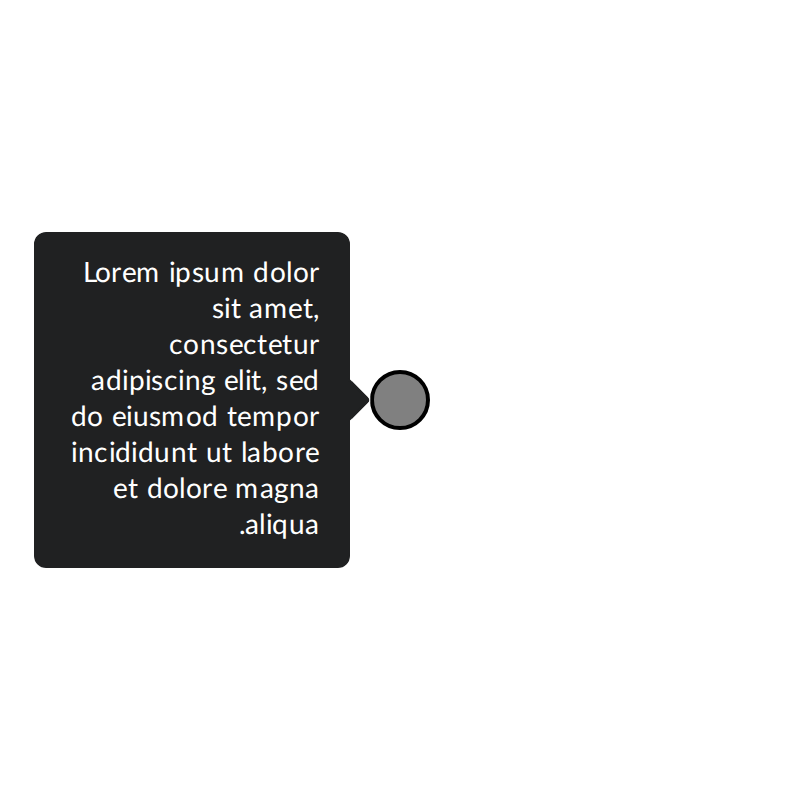 Lorem ipsum dolor
sit amet,
consectetur
adipiscing elit, sed
do eiusmod tempor
incididunt ut labore
et dolore magna
.aliqua